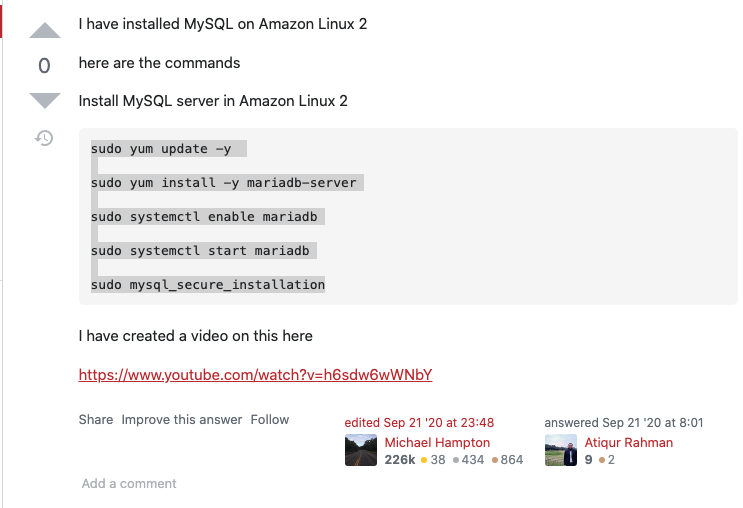 I have installed MySQL on Amazon Linux 2
0
here are the commands
Install MySQL server in Amazon Linux 2
sudo yum update -y
sudo yum install -y mariadb-server
sudo systemctl enable mariadb
sudo systemctl start mariadb
sudo mysql_secure_installation
I have created a video on this here
https://www.youtube.com/watch?v=h6sdw6wWNbY
Share Improve this answer Follow
edited Sep 21 '20 at 23:48
Michael Hampton
226k 38 434 864
answered Sep 21 '20 at 8:01
Atiqur Rahman
9 2
Add a comment